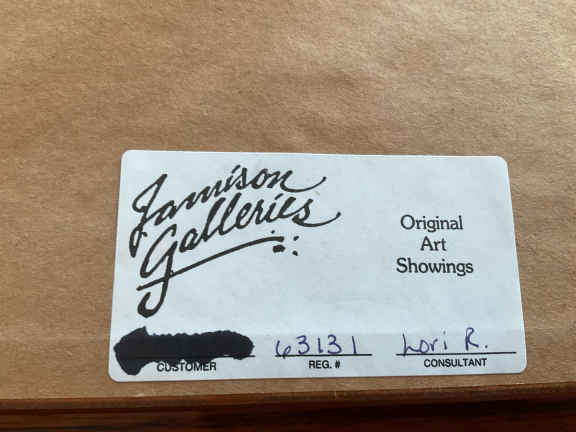 Jamison
Galleries
Original
Art
Showings
63131 Lori R.
CUSTOMER REG. # CONSULTANT